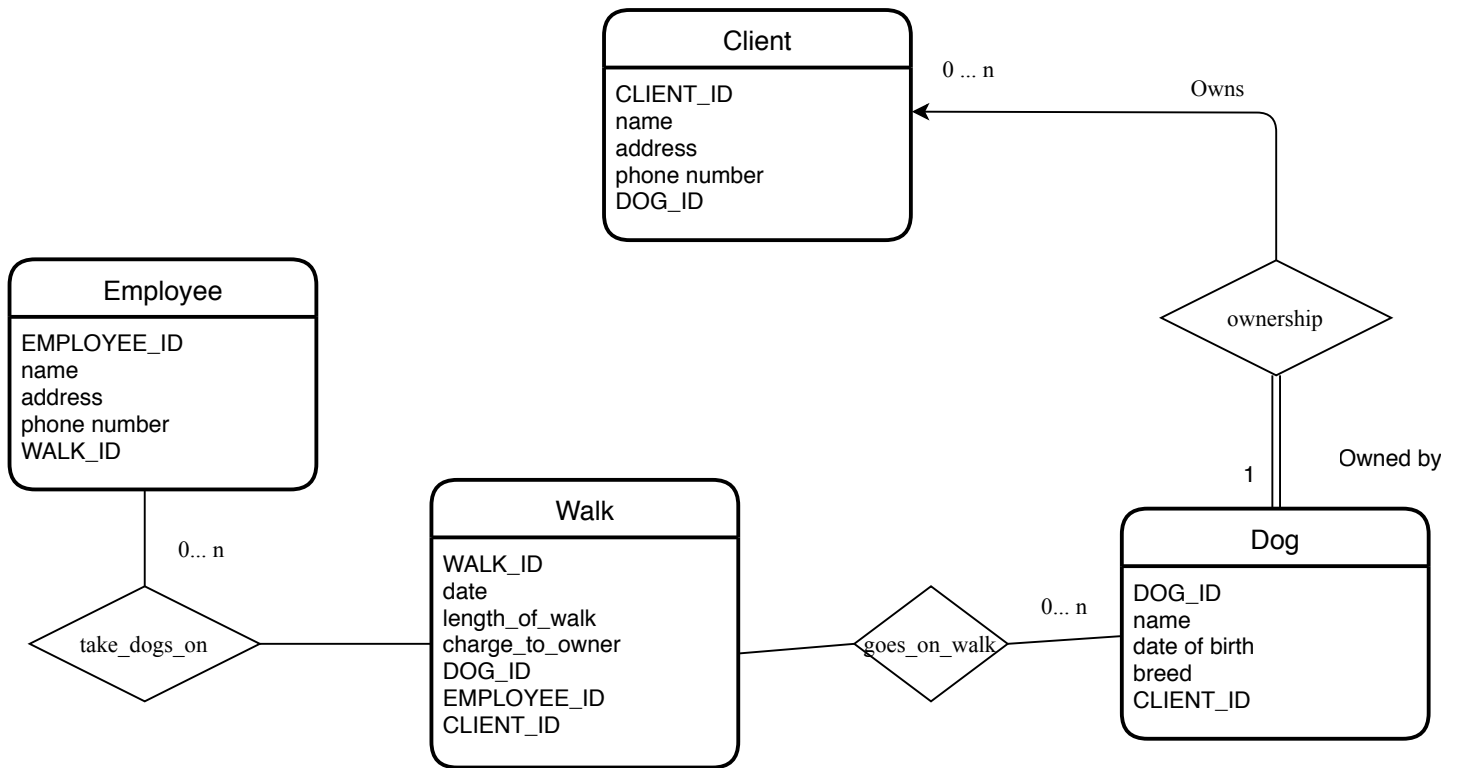 Client
CLIENT_ID
name
address
phone number
DOG_ID
0 ... n
Owns
ownership
Employee
EMPLOYEE_ID
name
address
phone number
WALK_ID
0... n
take_dogs_on
Walk
WALK_ID
date
length_of_walk
charge_to_owner
DOG_ID
EMPLOYEE_ID
CLIENT_ID
goes_on_walk
0... n
1
Owned by
Dog
DOG_ID
name
date of birth
breed
CLIENT_ID